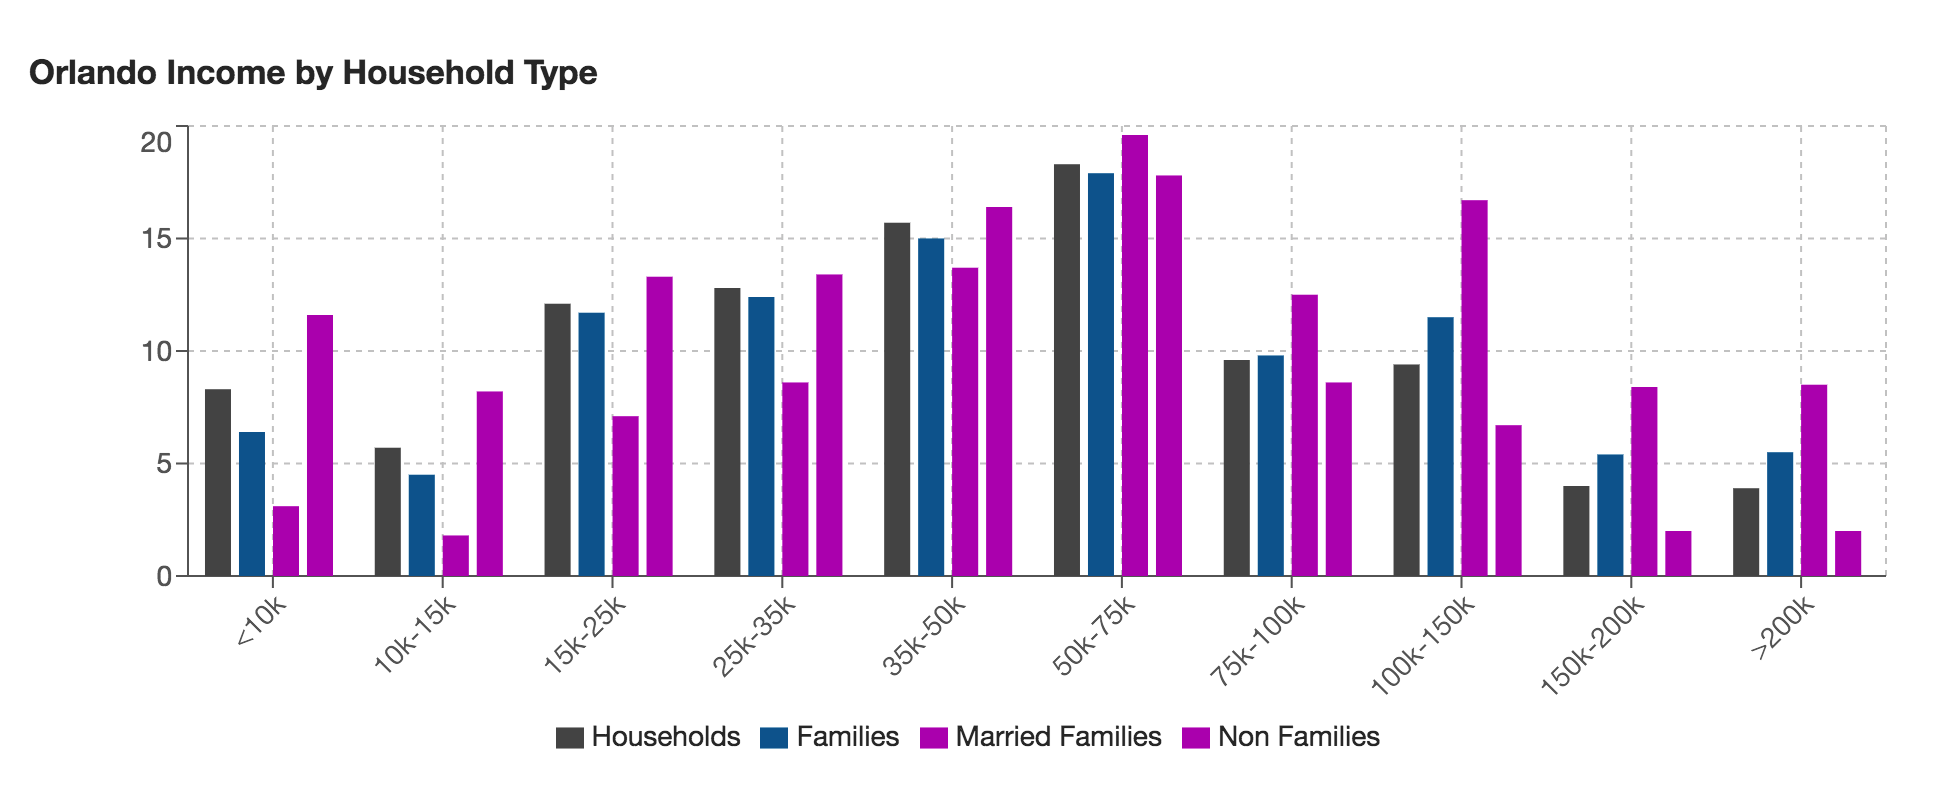 Orlando Income by Household Type
20
15
10
5
0
<10k
10k-15k
15k-25k
25k-35k
35k-50k
50k-75k
75k-100k
100k-150k
150k-200k
>200k
Households Families Married Families Non Families